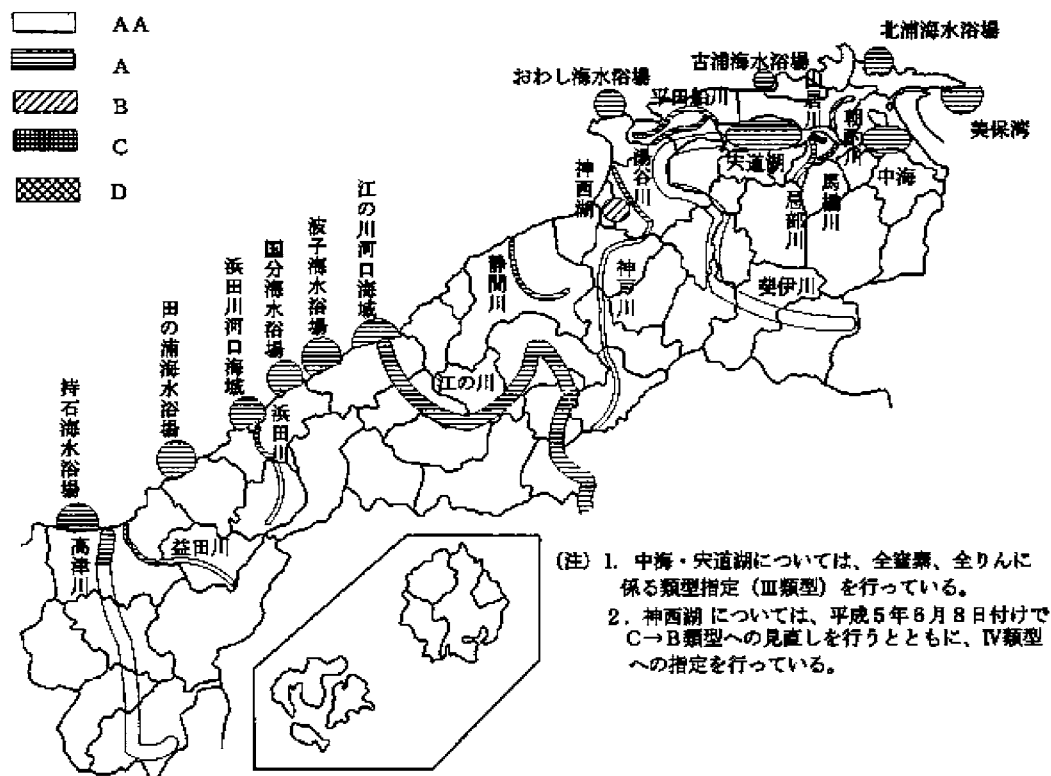 AA
A
B
C
D
北浦海水浴場
古浦海水浴場
おわし海水浴場
平田船川
山居川
朝酌川
美保湾
宍道湖
中海
湯谷川
神西湖
忌部川
馬橋川
江の川河口海域
波子海水浴場
国分海水浴場
浜田川河口海域
田の浦海水浴場
持石海水浴場
静間川
神戸川
斐伊川
江の川
浜田川
益田川
高津川
(注) 1. 中海・宍道湖については、全窒素、全りんに
係る類型指定（Ⅲ類型）を行っている。
2. 神西湖 については、平成5年6月8日付けで
C→B類型への見直しを行うとともに、Ⅳ類型
への指定を行っている。